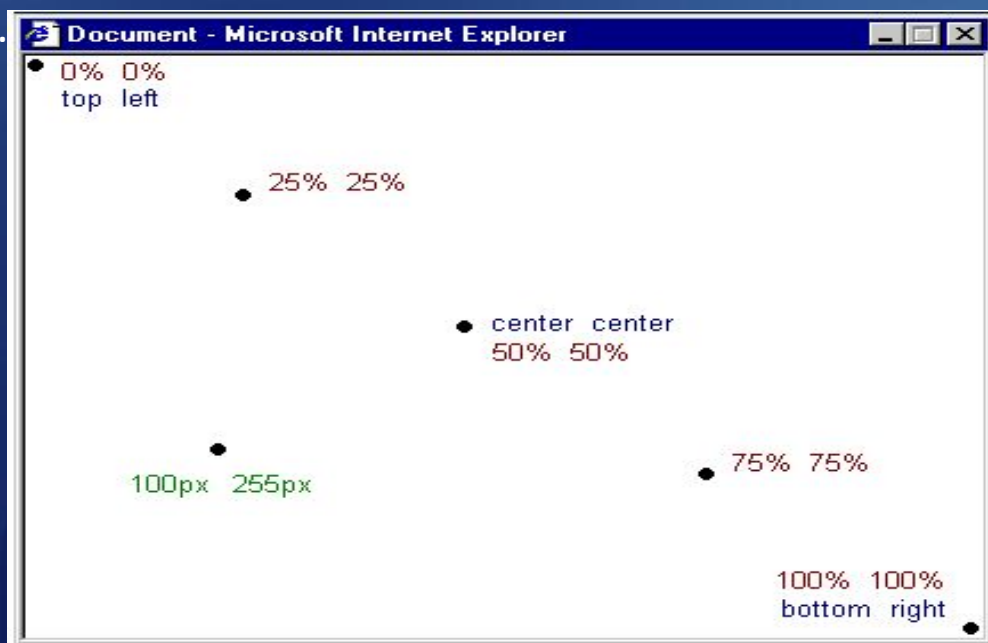 Document - Microsoft Internet Explorer
0% 0%
top left
25% 25%
center center
50% 50%
75% 75%
100px 255px
100% 100%
bottom right